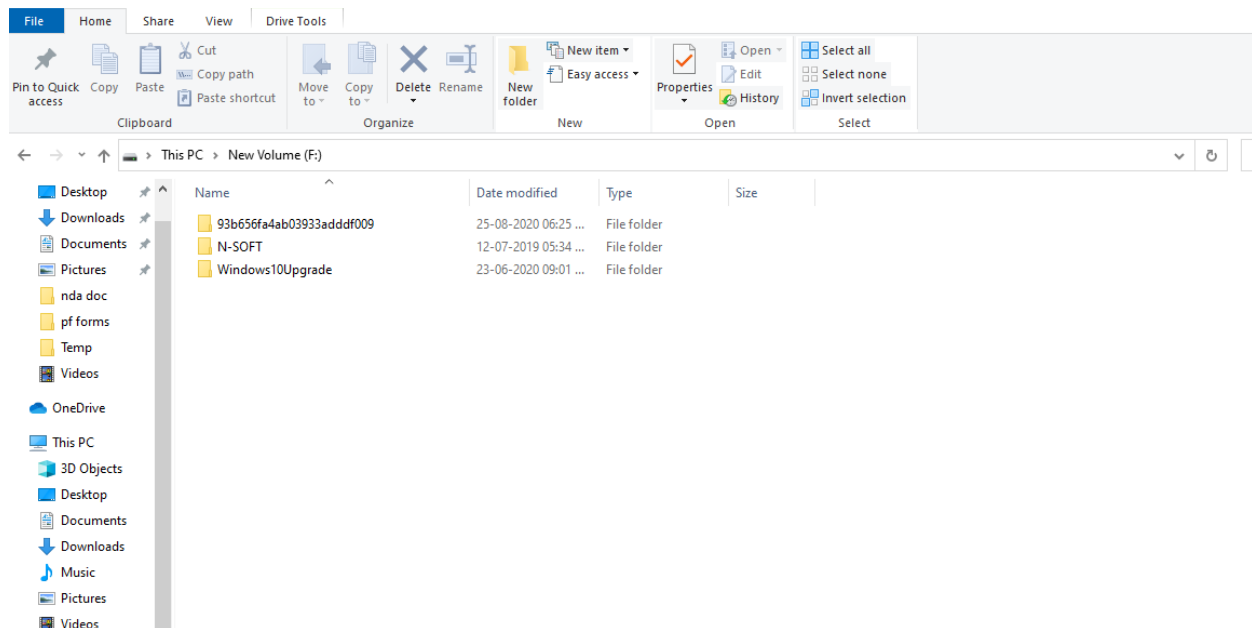 File Home Share View Drive Tools
Pin to Quick access
Copy
Paste
Cut
Copy path
Paste shortcut
Clipboard
Move to
Copy to
Delete
Rename
Organize
New folder
New item
Easy access
New
Properties
Open
Edit
History
Open
Select all
Select none
Invert selection
Select
This PC > New Volume (F:)
Desktop
Downloads
Documents
Pictures
nda doc
pf forms
Temp
Videos
OneDrive
This PC
3D Objects
Desktop
Documents
Downloads
Music
Pictures
Videos
Name Date modified Type Size
93b656fa4ab03933adddf009 25-08-2020 06:25 ... File folder
N-SOFT 12-07-2019 05:34 ... File folder
Windows10Upgrade 23-06-2020 09:01 ... File folder